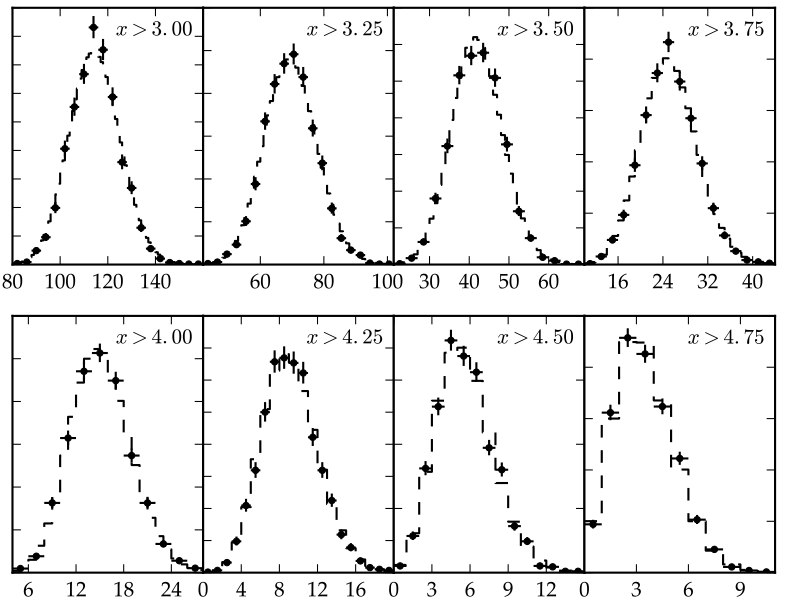 x > 3.00
x > 3.25
x > 3.50
x > 3.75
80 100 120 140
60 80 100
30 40 50 60
16 24 32 40
x > 4.00
x > 4.25
x > 4.50
x > 4.75
6 12 18 24
0 4 8 12 16
0 3 6 9 12
0 3 6 9